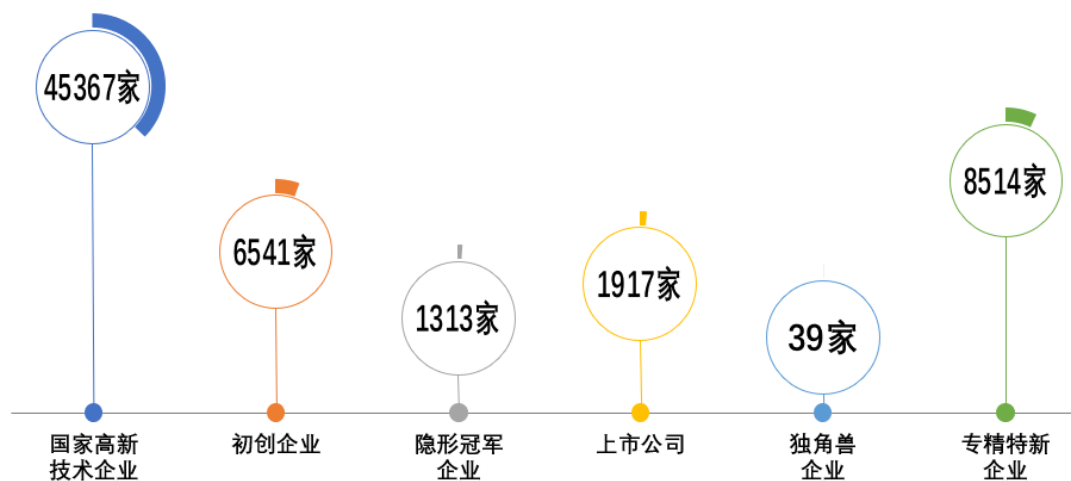 45367家
6541家
1313家
1917家
39家
8514家
国家高新
技术企业
初创企业
隐形冠军
企业
上市公司
独角兽
企业
专精特新
企业